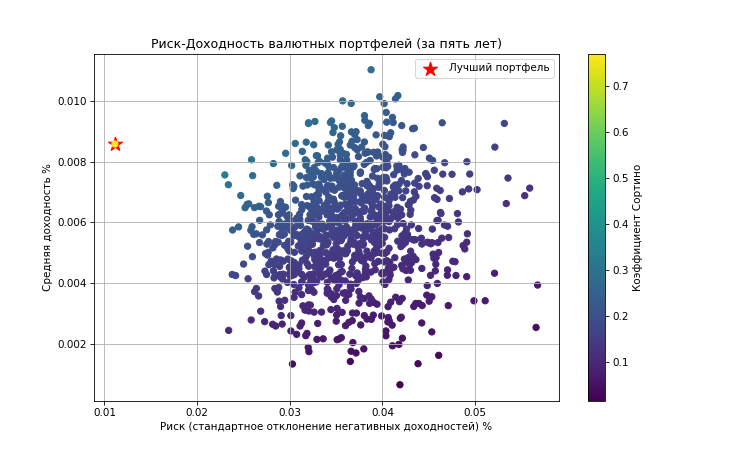 Риск-Доходность валютных портфелей (за пять лет)
Лучший портфель
Средняя доходность %
0.010
0.008
0.006
0.004
0.002
0.01 0.02 0.03 0.04 0.05
Риск (стандартное отклонение негативных доходностей) %
0.7
0.6
0.5
0.4
0.3
0.2
0.1
Коэффициент Сортино